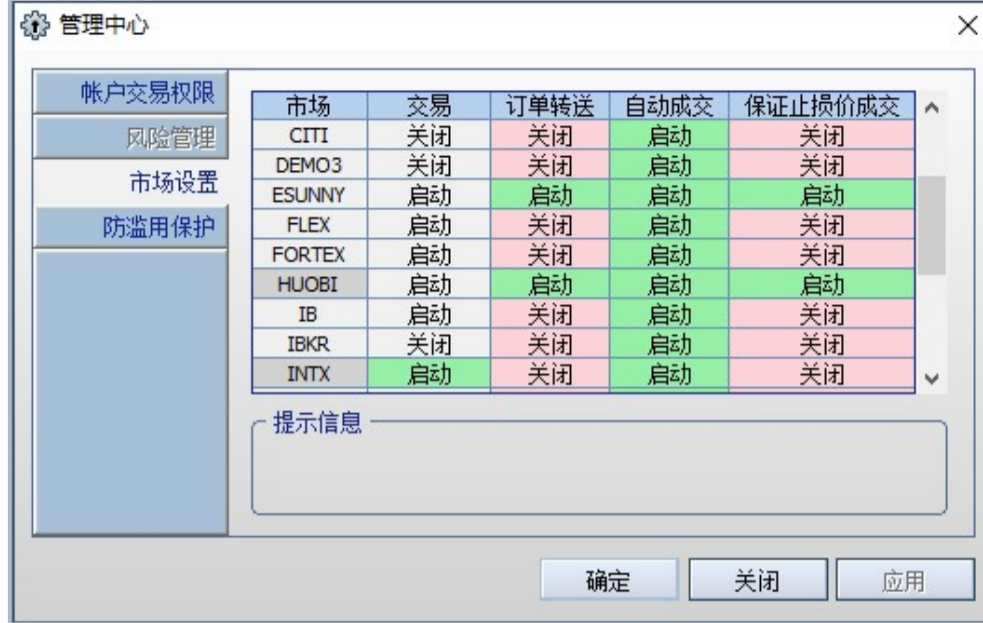 管理中心
帐户交易权限
风险管理
市场设置
防滥用保护
市场 交易 订单转送 自动成交 保证止损价成交
CITI 关闭 关闭 启动 关闭
DEMO3 关闭 关闭 启动 关闭
ESUNNY 启动 启动 启动 启动
FLEX 启动 关闭 启动 关闭
FORTEX 启动 关闭 启动 关闭
HUOBI 启动 启动 启动 启动
IB 启动 关闭 启动 关闭
IBKR 关闭 关闭 启动 关闭
INTX 启动 关闭 启动 关闭
提示信息
确定 关闭 应用